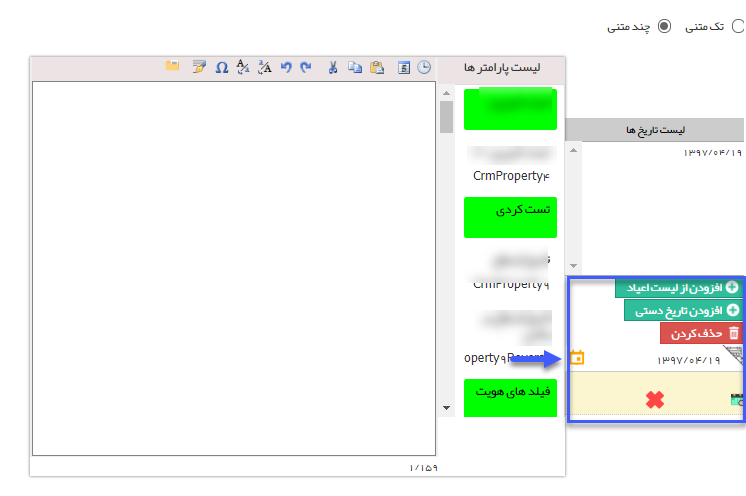 تک متنی
چند متنی
لیست پارامتر ها
لیست تاریخ ها
۱۳۹۷/۰۴/۱۹
CrmProperty۴
تست کردی
CrmProperty۹
افزودن از لیست اعیاد
افزودن تاریخ دستی
حذف کردن
۱۳۹۷/۰۴/۱۹
فیلد های هویت
۱/۱۵۹